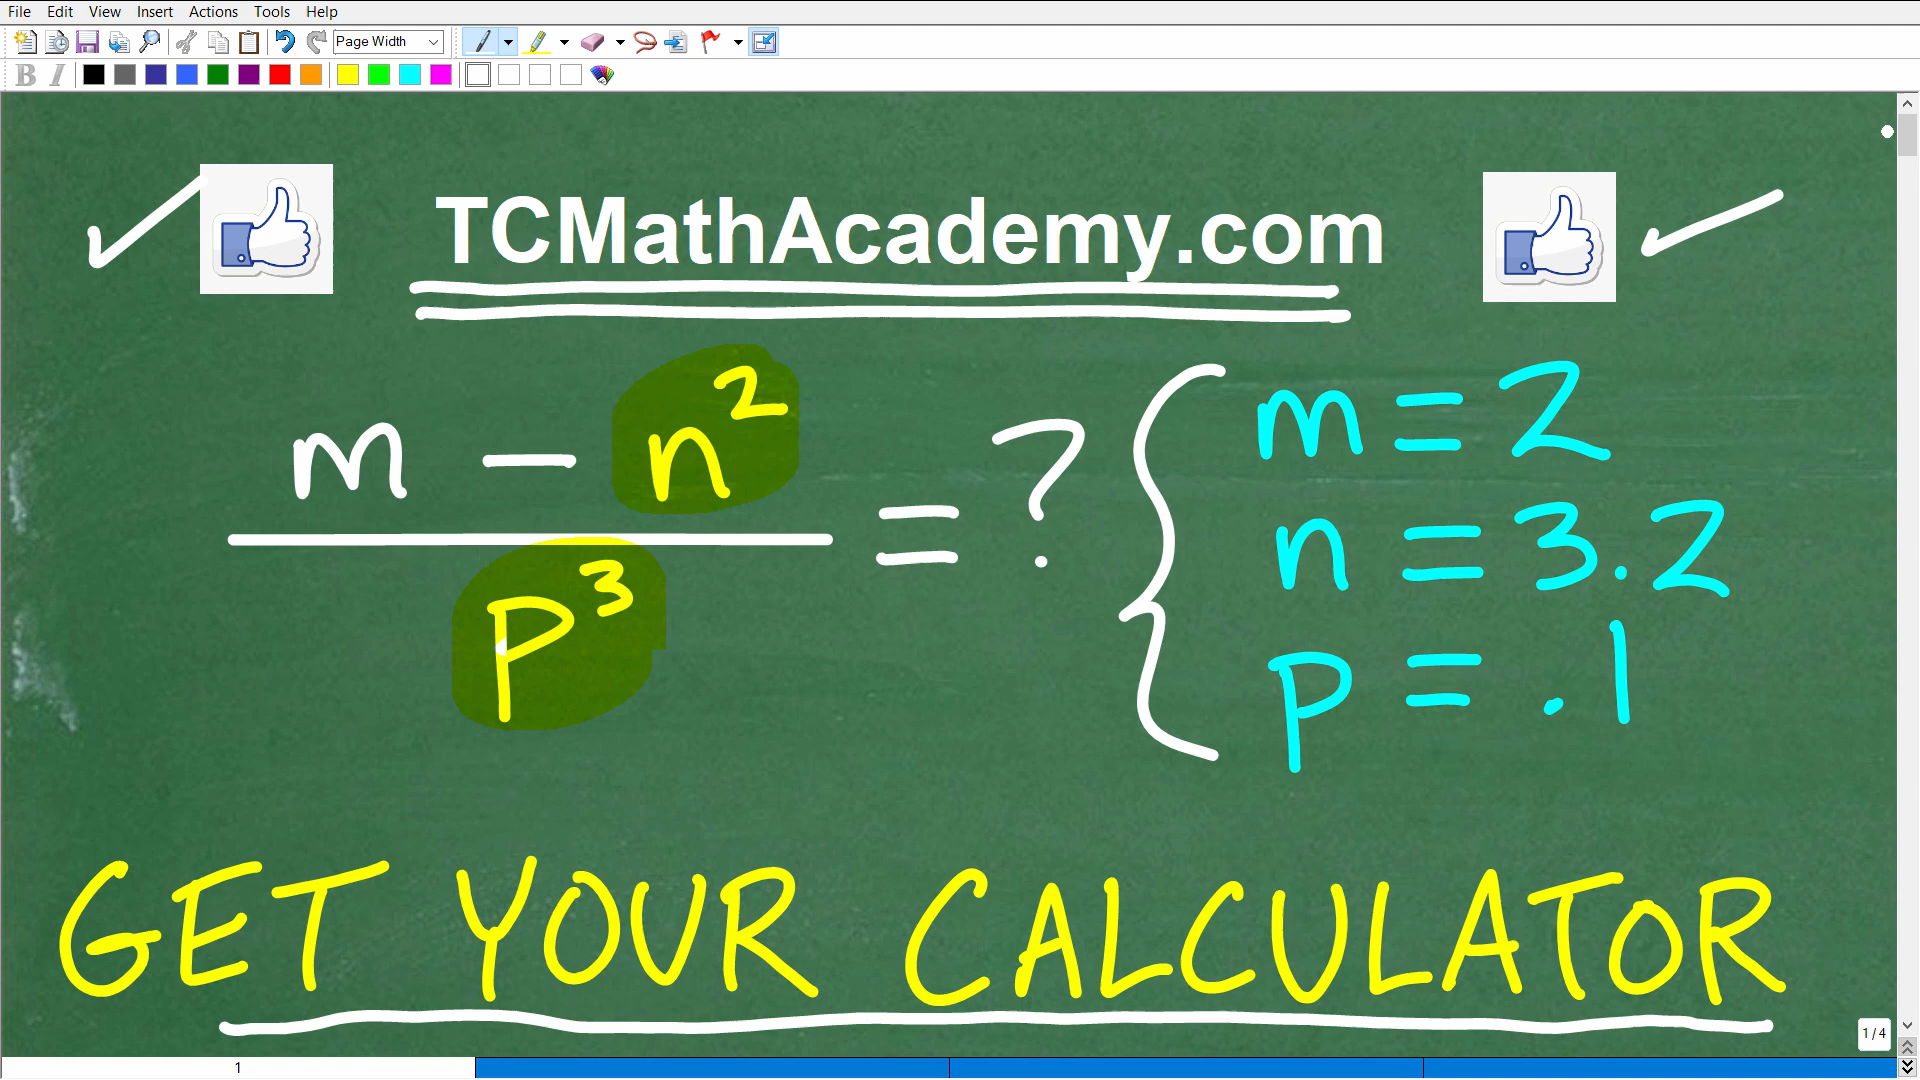 File Edit View Insert Actions Tools Help
Page Width
B I
TCMathAcademy.com
m - n² = ?
p³
m = 2
n = 3.2
p = .1
GET YOUR CALCULATOR
1 / 4
1